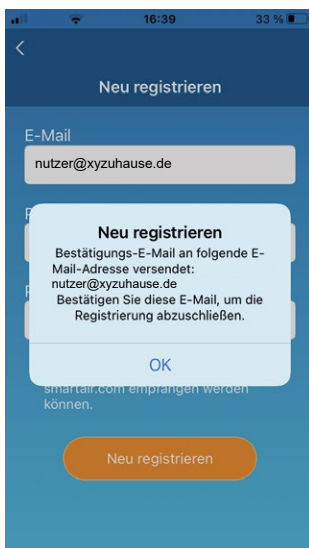 16:39
33 %
Neu registrieren
E-Mail
nutzer@xyzuhause.de
Neu registrieren
Bestätigungs-E-Mail an folgende E-
Mail-Adresse versendet:
nutzer@xyzuhause.de
Bestätigen Sie diese E-Mail, um die
Registrierung abzuschließen.
OK
smartair.com empfangen werden
können.
Neu registrieren